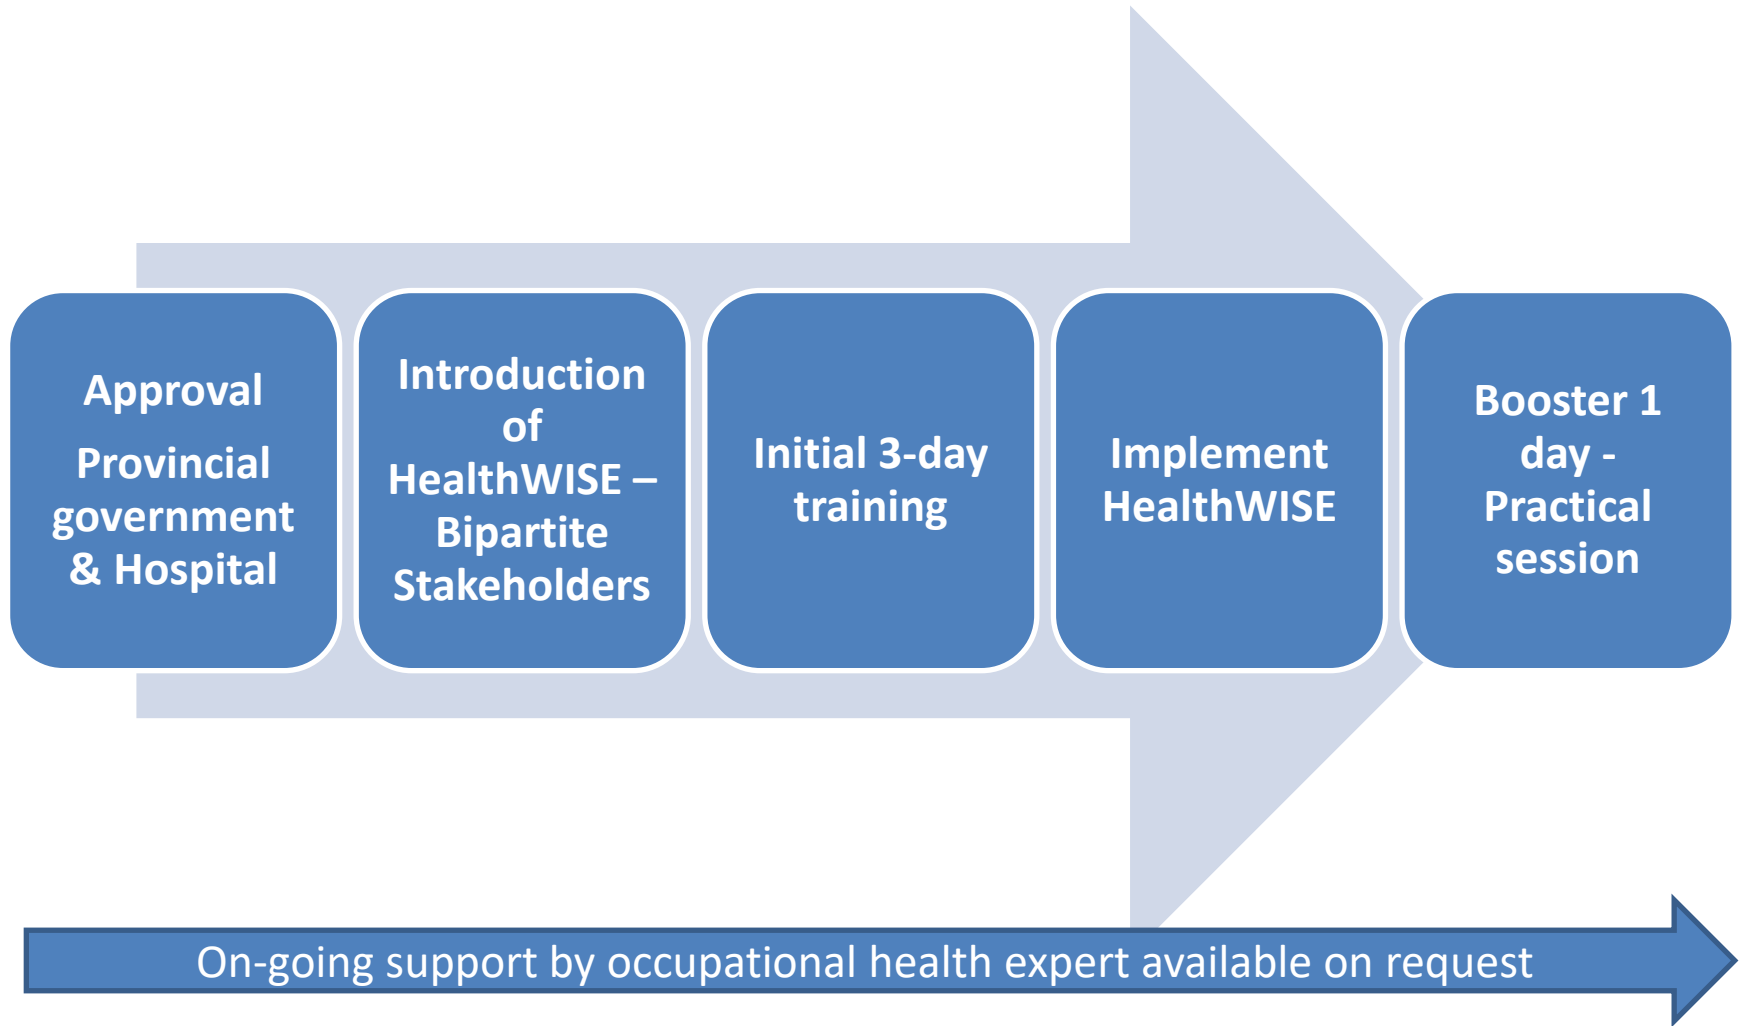 Approval
Provincial
government
& Hospital
Introduction
of
HealthWISE –
Bipartite
Stakeholders
Initial 3-day
training
Implement
HealthWISE
Booster 1
day -
Practical
session
On-going support by occupational health expert available on request